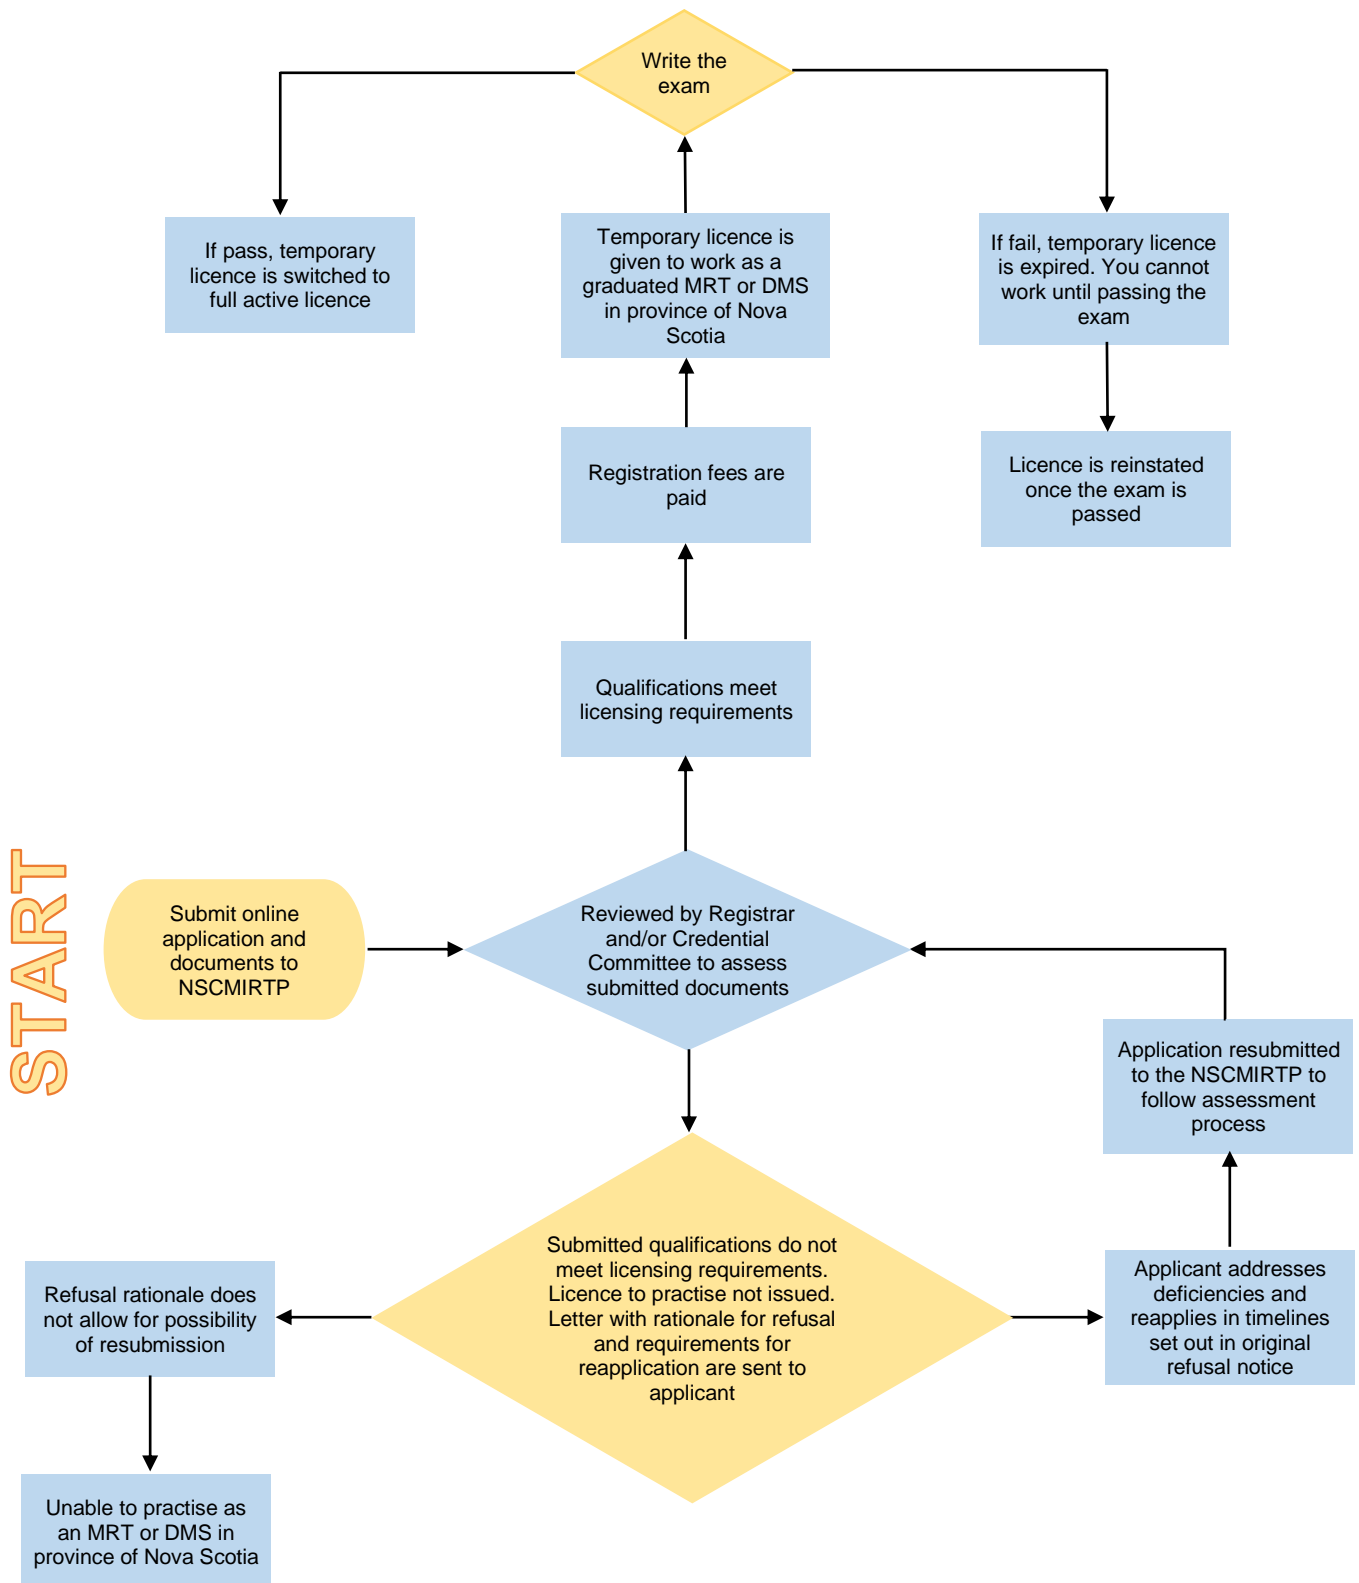 Write the
exam
If pass, temporary
licence is switched to
full active licence
Temporary licence is
given to work as a
graduated MRT or DMS
in province of Nova
Scotia
If fail, temporary licence
is expired. You cannot
work until passing the
exam
Registration fees are
paid
Licence is reinstated
once the exam is
passed
Qualifications meet
licensing requirements
START
Submit online
application and
documents to
NSCMIRTP
Reviewed by Registrar
and/or Credential
Committee to assess
submitted documents
Application resubmitted
to the NSCMIRTP to
follow assessment
process
Submitted qualifications do not
meet licensing requirements.
Licence to practise not issued.
Letter with rationale for refusal
and requirements for
reapplication are sent to
applicant
Refusal rationale does
not allow for possibility
of resubmission
Applicant addresses
deficiencies and
reapplies in timelines
set out in original
refusal notice
Unable to practise as
an MRT or DMS in
province of Nova Scotia